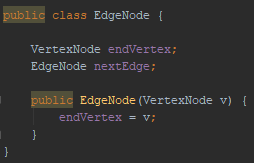 public class EdgeNode {
VertexNode endVertex;
EdgeNode nextEdge;
public EdgeNode(VertexNode v) {
endVertex = v;
}
}